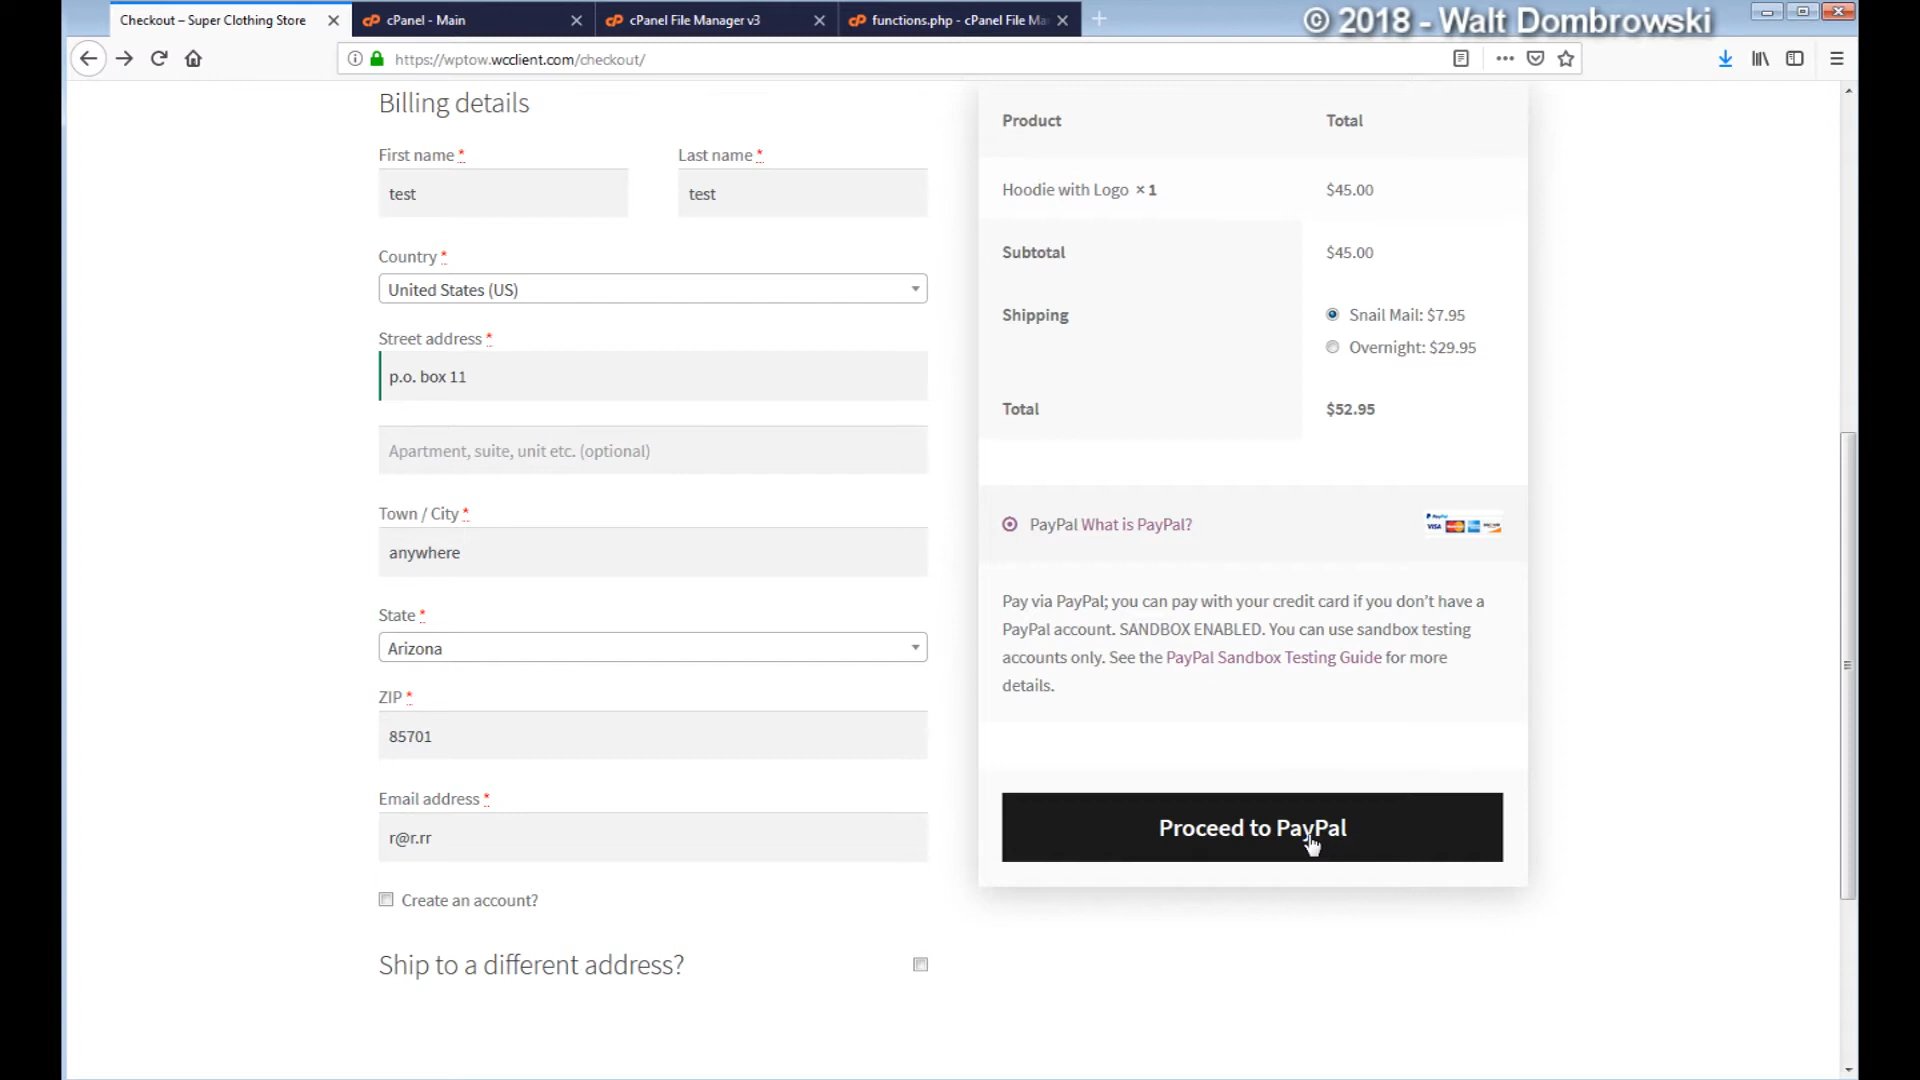 Checkout – Super Clothing Store
cPanel - Main
cPanel File Manager v3
functions.php - cPanel File Ma
© 2018 - Walt Dombrowski
https://wptow.wcclient.com/checkout/
Billing details
First name *
Last name *
test
test
Country *
United States (US)
Street address *
p.o. box 11
Apartment, suite, unit etc. (optional)
Town / City *
anywhere
State *
Arizona
ZIP *
85701
Email address *
r@r.rr
Create an account?
Ship to a different address?
Product Total
Hoodie with Logo × 1 $45.00
Subtotal $45.00
Shipping Snail Mail: $7.95
Overnight: $29.95
Total $52.95
PayPal What is PayPal?
PayPal
VISA
Pay via PayPal; you can pay with your credit card if you don’t have a
PayPal account. SANDBOX ENABLED. You can use sandbox testing
accounts only. See the PayPal Sandbox Testing Guide for more
details.
Proceed to PayPal